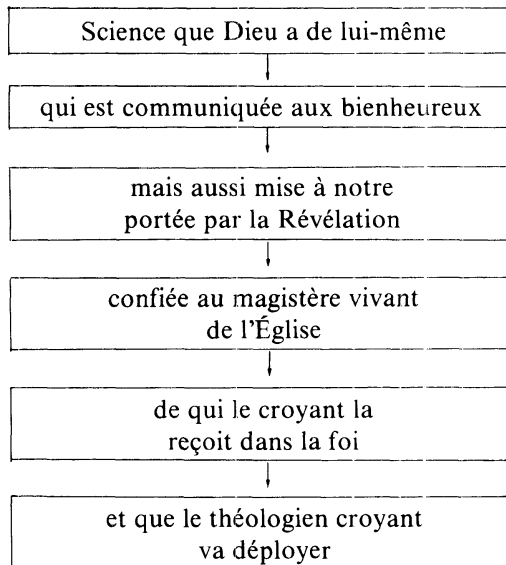 Science que Dieu a de lui-même
qui est communiquée aux bienheureux
mais aussi mise à notre
portée par la Révélation
confiée au magistère vivant
de l'Église
de qui le croyant la
reçoit dans la foi
et que le théologien croyant
va déployer